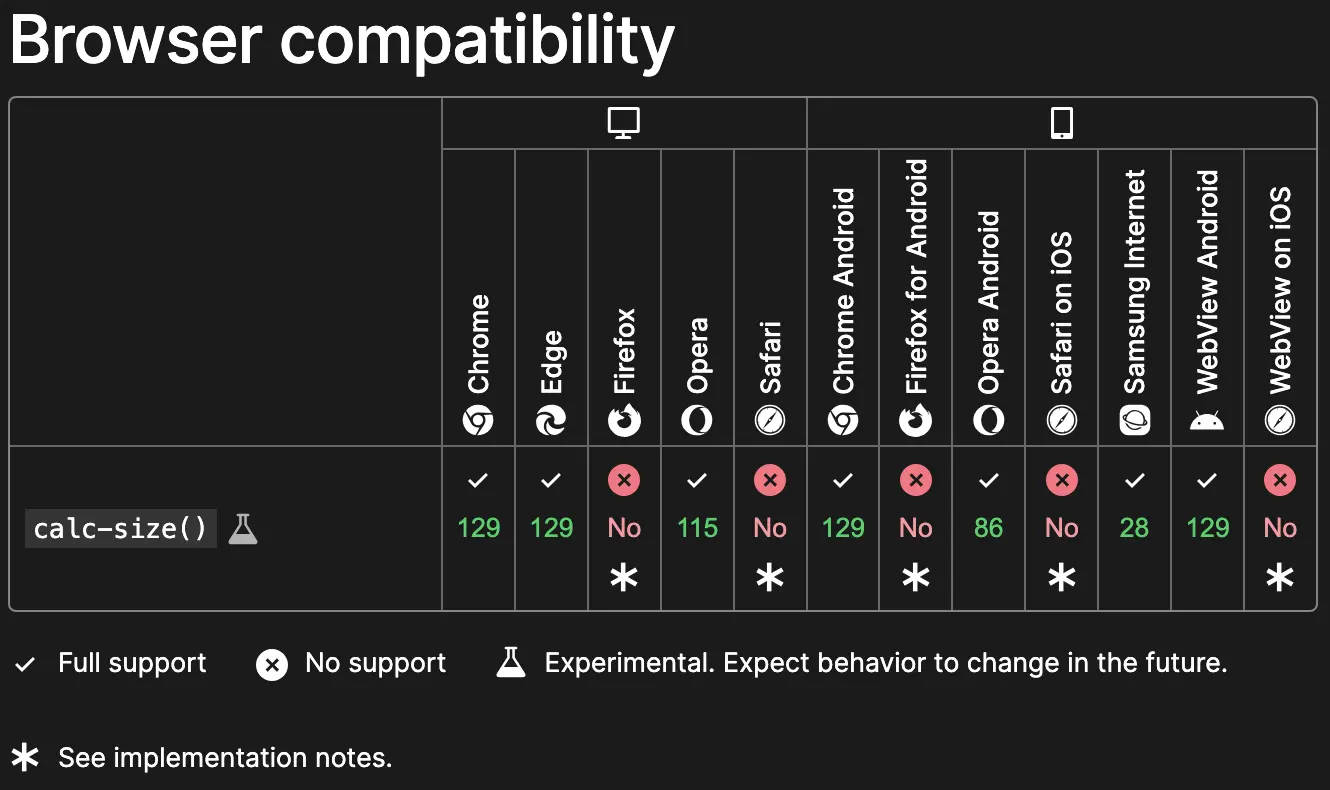 Browser compatibility
Chrome
Edge
Firefox
Opera
Safari
Chrome Android
Firefox for Android
Opera Android
Safari on iOS
Samsung Internet
WebView Android
WebView on iOS
calc-size()
129 129 No 115 No 129 No 86 No 28 129 No
* * * * *
Full support No support Experimental. Expect behavior to change in the future.
* See implementation notes.